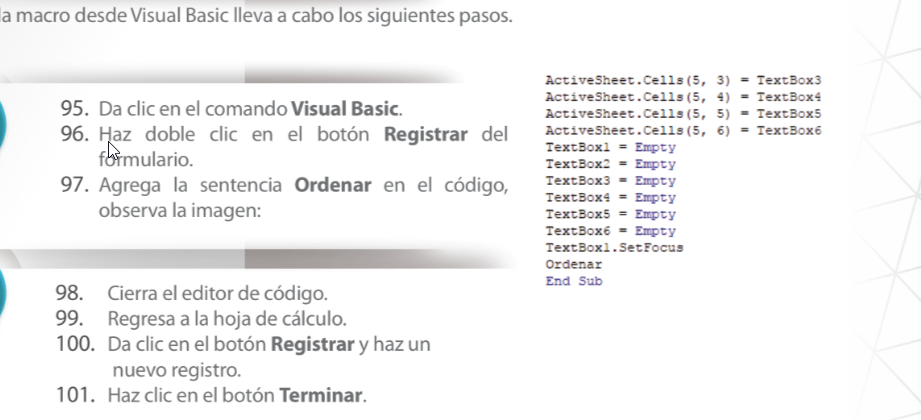 la macro desde Visual Basic lleva a cabo los siguientes pasos.
95. Da clic en el comando Visual Basic.
96. Haz doble clic en el botón Registrar del
formulario.
97. Agrega la sentencia Ordenar en el código,
observa la imagen:
98. Cierra el editor de código.
99. Regresa a la hoja de cálculo.
100. Da clic en el botón Registrar y haz un
nuevo registro.
101. Haz clic en el botón Terminar.
ActiveSheet.Cells(5, 3) = TextBox3
ActiveSheet.Cells(5, 4) = TextBox4
ActiveSheet.Cells(5, 5) = TextBox5
ActiveSheet.Cells(5, 6) = TextBox6
TextBox1 = Empty
TextBox2 = Empty
TextBox3 = Empty
TextBox4 = Empty
TextBox5 = Empty
TextBox6 = Empty
TextBox1.SetFocus
Ordenar
End Sub